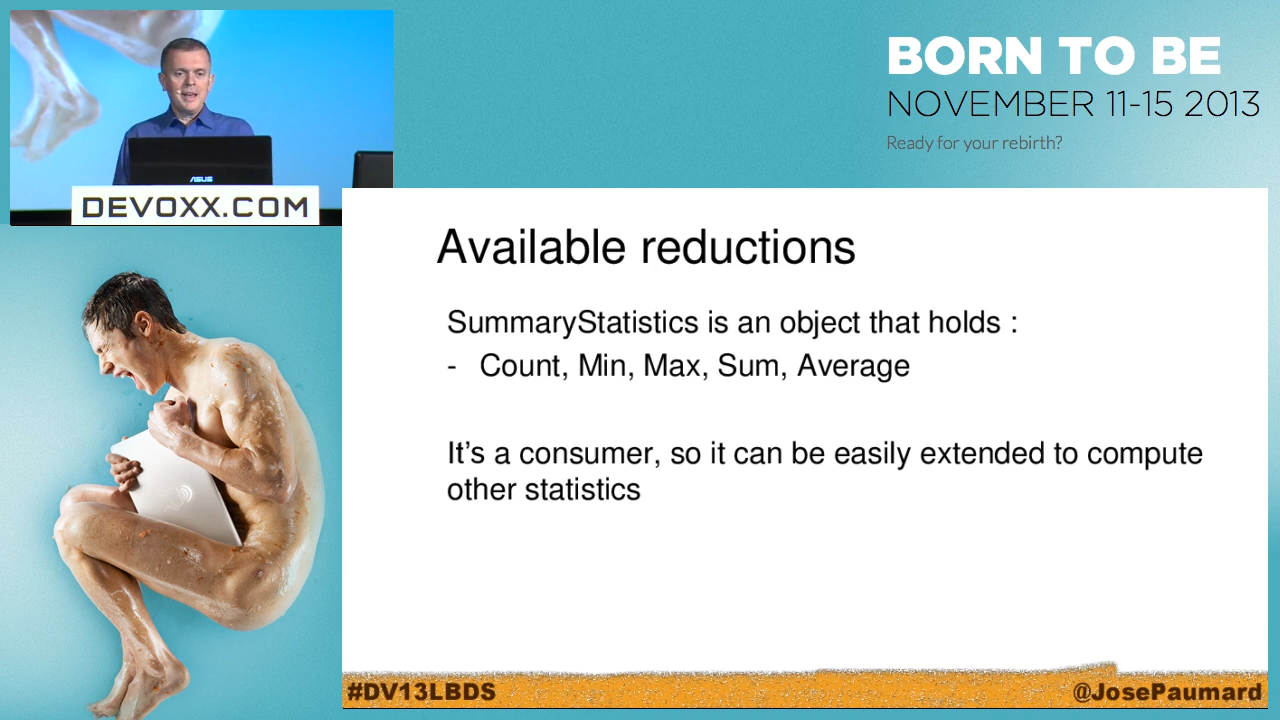 BORN TO BE
NOVEMBER 11-15 2013
Ready for your rebirth?
ASUS
DEVOXX.COM
Available reductions
SummaryStatistics is an object that holds :
- Count, Min, Max, Sum, Average
It's a consumer, so it can be easily extended to compute
other statistics
#DV13LBDS
@JosePaumard